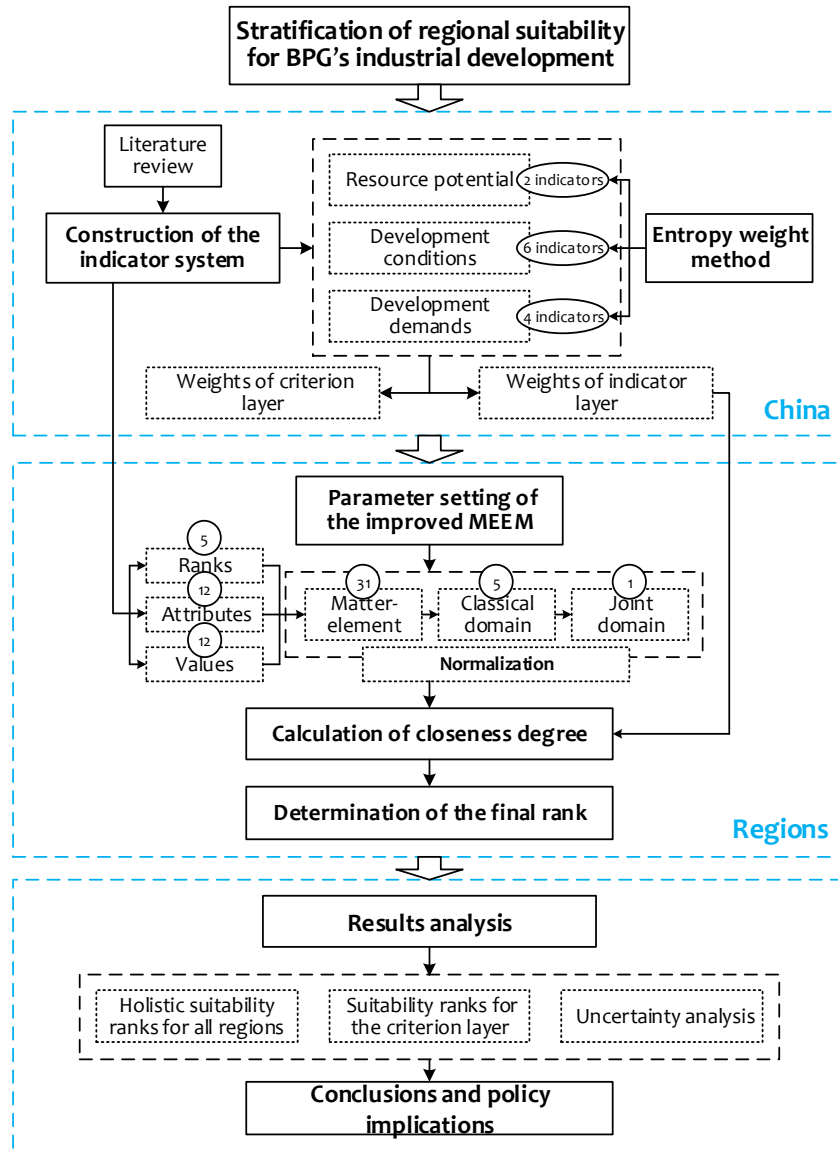 Stratification of regional suitability
for BPG's industrial development
Literature
review
Construction of the
indicator system
Resource potential
2 indicators
Development
conditions
6 indicators
Development
demands
4 indicators
Entropy weight
method
Weights of criterion
layer
Weights of indicator
layer
China
Parameter setting of
the improved MEEM
5
Ranks
12
Attributes
12
Values
31
Matter-
element
5
Classical
domain
1
Joint
domain
Normalization
Calculation of closeness degree
Determination of the final rank
Regions
Results analysis
Holistic suitability
ranks for all regions
Suitability ranks for
the criterion layer
Uncertainty analysis
Conclusions and policy
implications